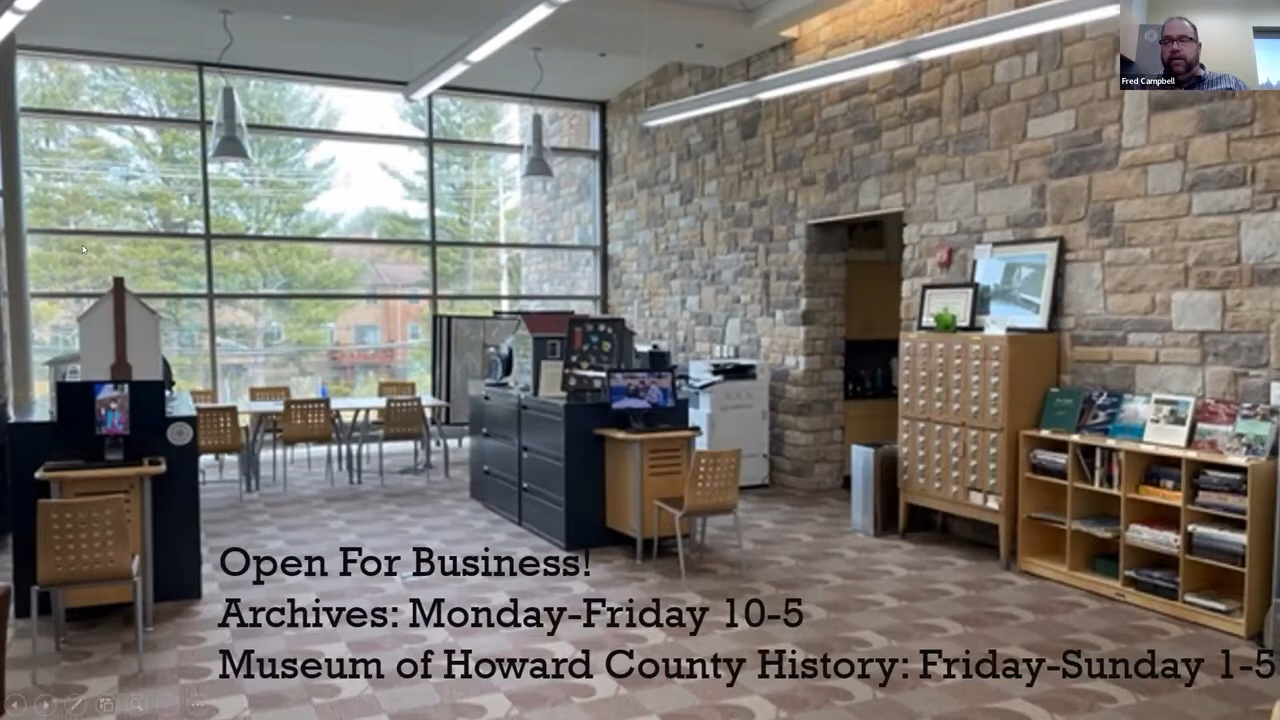 Fred Campbell
Open For Business!
Archives: Monday-Friday 10-5
Museum of Howard County History: Friday-Sunday 1-5